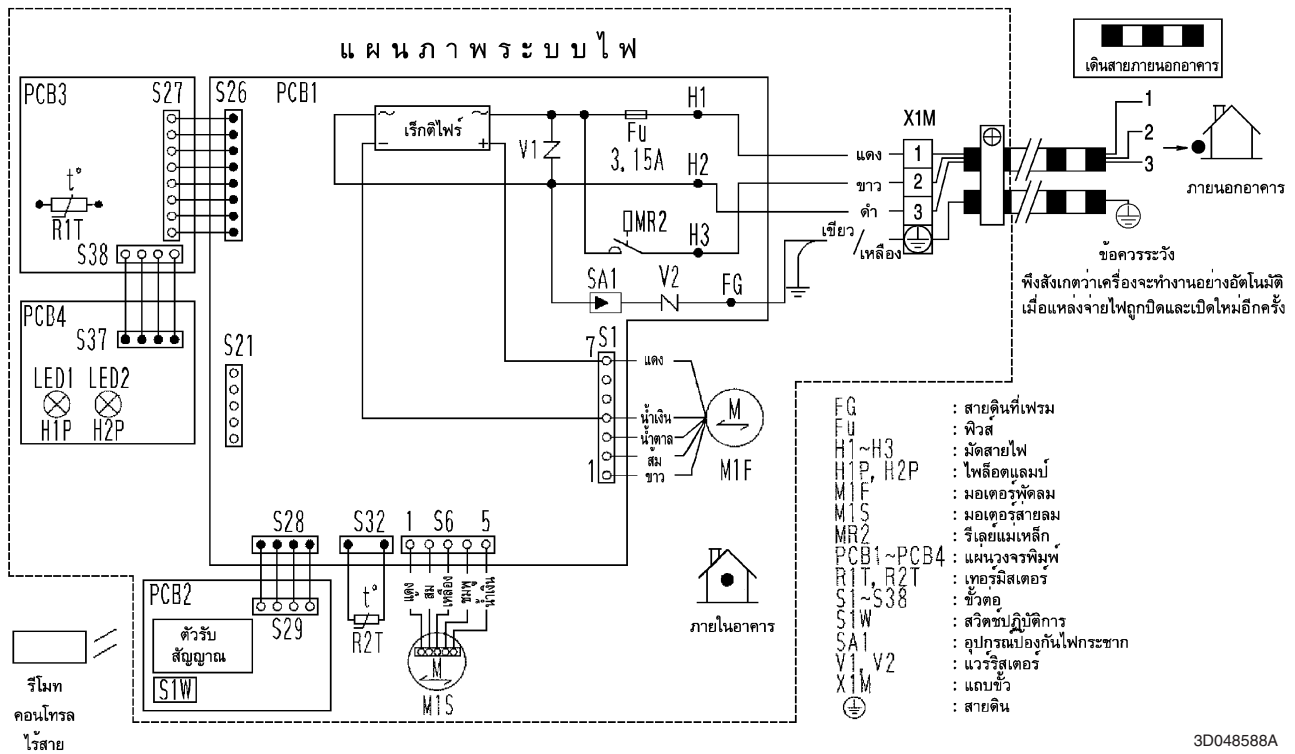 แผนภาพระบบไฟ
เดินสายภายนอกอาคาร
PCB3
S27
S26
PCB1
t°
R1T
S38
เร็กติไฟร์
~
~
−
+
V1
Fu
3.15A
H1
H2
H3
MR2
SA1
V2
FG
X1M
แดง
1
ขาว
2
ดำ
3
เขียว
/เหลือง
1
2
3
ภายนอกอาคาร
ข้อควรระวัง
พึงสังเกตว่าเครื่องจะทำงานอย่างอัตโนมัติ
เมื่อแหล่งจ่ายไฟถูกปิดและเปิดใหม่อีกครั้ง
PCB4
S37
LED1 LED2
H1P H2P
S21
7 S1
แดง
น้ำเงิน
น้ำตาล
ส้ม
1 ขาว
M
M1F
S28
S32
1 S6 5
PCB2
S29
ตัวรับ
สัญญาณ
S1W
t°
R2T
แดง
ส้ม
เหลือง
ชมพู
น้ำเงิน
M
M1S
ภายในอาคาร
รีโมท
คอนโทรล
ไร้สาย
FG : สายดินที่เฟรม
Fu : ฟิวส์
H1~H3 : มัดสายไฟ
H1P, H2P : ไพล็อตแลมป์
M1F : มอเตอร์พัดลม
M1S : มอเตอร์ส่ายลม
MR2 : รีเลย์แม่เหล็ก
PCB1~PCB4 : แผ่นวงจรพิมพ์
R1T, R2T : เทอร์มิสเตอร์
S1~S38 : ขั้วต่อ
S1W : สวิตช์ปฏิบัติการ
SA1 : อุปกรณ์ป้องกันไฟกระชาก
V1, V2 : แวร์ริสเตอร์
X1M : แถบขั้ว
: สายดิน
3D048588A